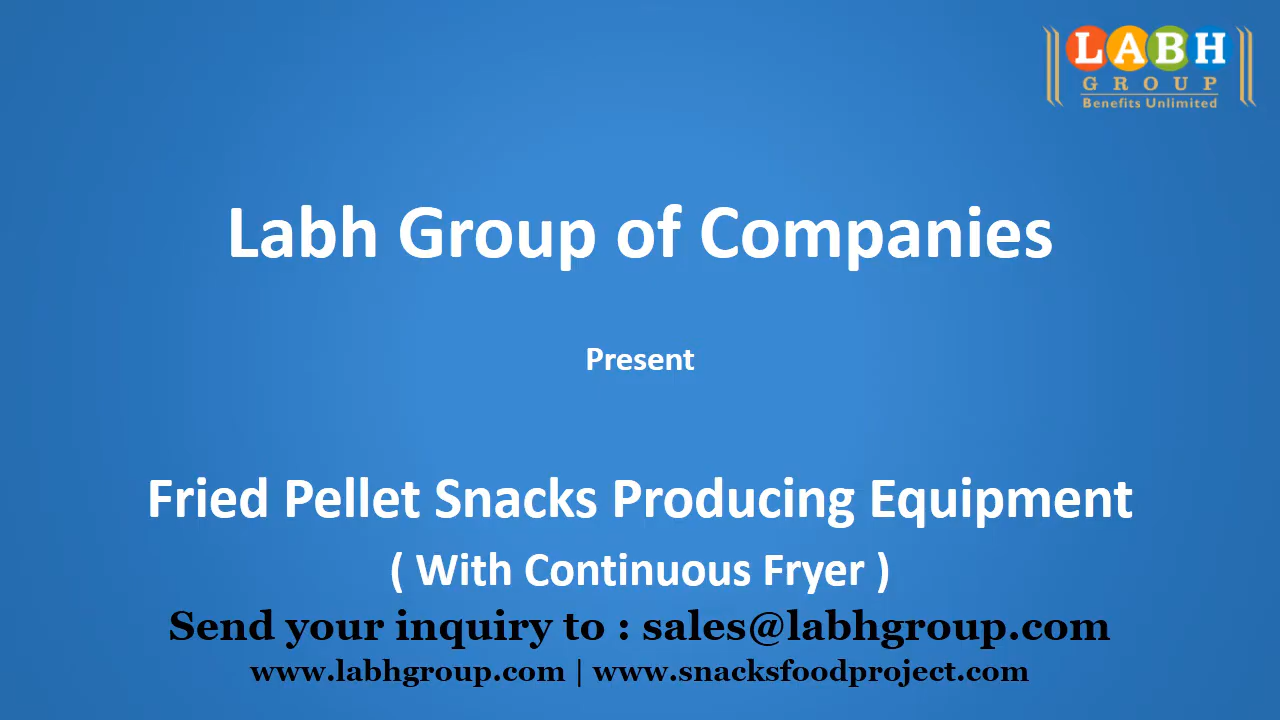 LABH
GROUP
Benefits Unlimited
Labh Group of Companies
Present
Fried Pellet Snacks Producing Equipment
( With Continuous Fryer )
Send your inquiry to : sales@labhgroup.com
www.labhgroup.com | www.snacksfoodproject.com